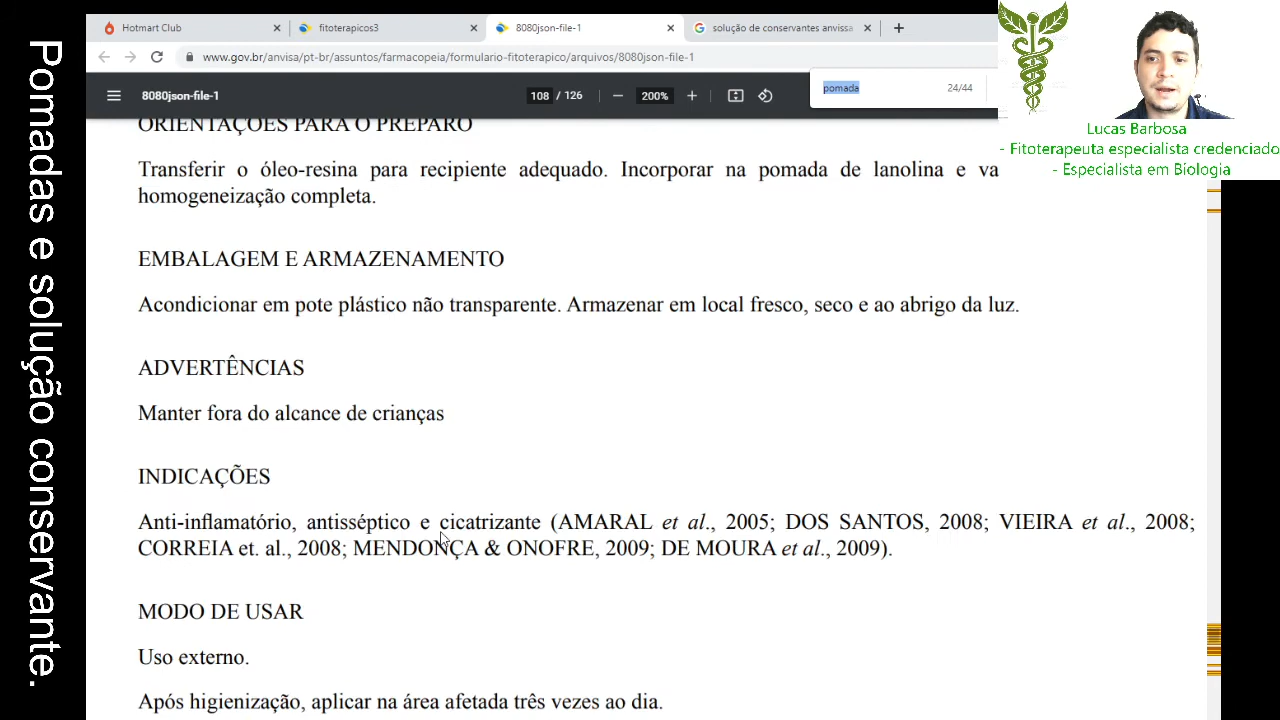 Pomadas e solução conservante.
Hotmart Club
fitoterapicos3
8080json-file-1
solução de conservantes anvissa
www.gov.br/anvisa/pt-br/assuntos/farmacopeia/formulario-fitoterapico/arquivos/8080json-file-1
8080json-file-1
108 / 126
200%
pomada
24/44
Lucas Barbosa
- Fitoterapeuta especialista credenciado
- Especialista em Biologia
ORIENTAÇÕES PARA O PREPARO
Transferir o óleo-resina para recipiente adequado. Incorporar na pomada de lanolina e va
homogeneização completa.
EMBALAGEM E ARMAZENAMENTO
Acondicionar em pote plástico não transparente. Armazenar em local fresco, seco e ao abrigo da luz.
ADVERTÊNCIAS
Manter fora do alcance de crianças
INDICAÇÕES
Anti-inflamatório, antisséptico e cicatrizante (AMARAL et al., 2005; DOS SANTOS, 2008; VIEIRA et al., 2008;
CORREIA et. al., 2008; MENDONÇA & ONOFRE, 2009; DE MOURA et al., 2009).
MODO DE USAR
Uso externo.
Após higienização, aplicar na área afetada três vezes ao dia.